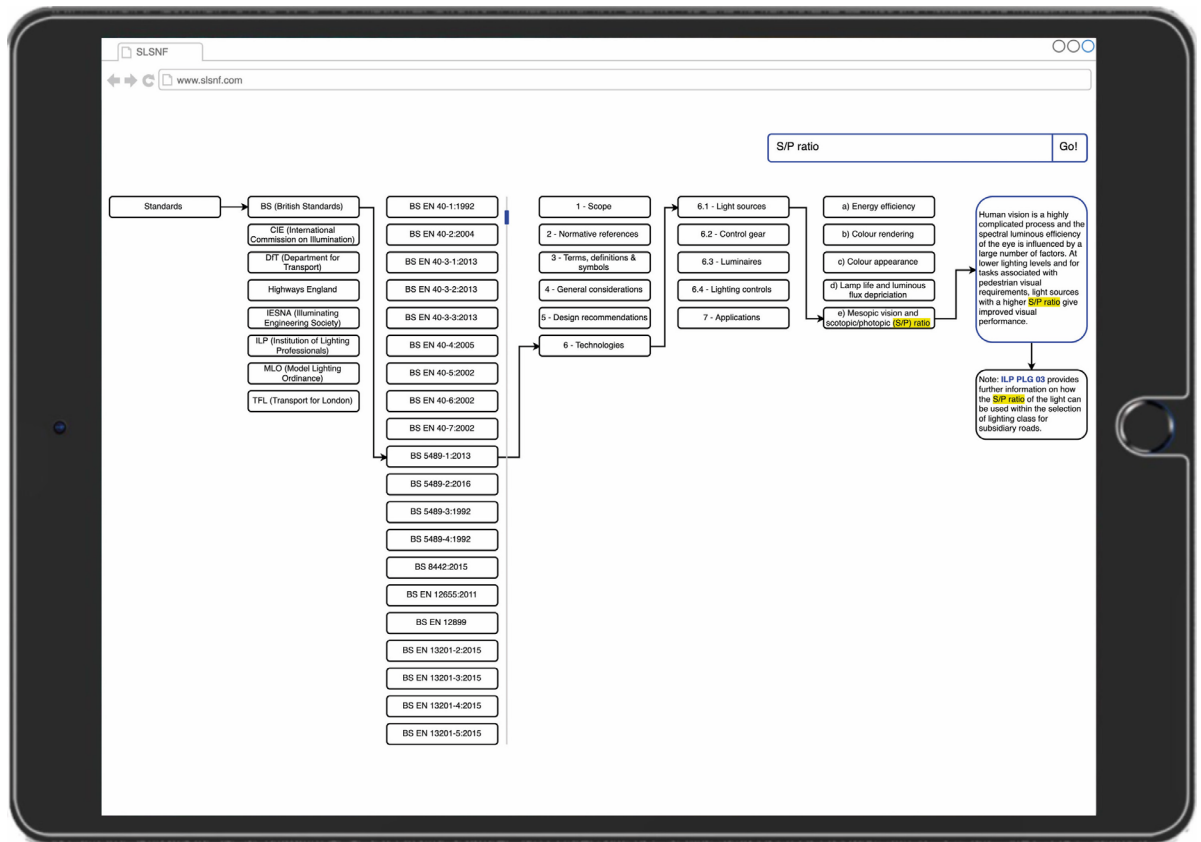 SLSNF
www.slsnf.com
S/P ratio
Go!
Standards
BS (British Standards)
CIE (International
Commission on Illumination)
DfT (Department for
Transport)
Highways England
IESNA (Illuminating
Engineering Society)
ILP (Institution of Lighting
Professionals)
MLO (Model Lighting
Ordinance)
TFL (Transport for London)
BS EN 40-1:1992
BS EN 40-2:2004
BS EN 40-3-1:2013
BS EN 40-3-2:2013
BS EN 40-3-3:2013
BS EN 40-4:2005
BS EN 40-5:2002
BS EN 40-6:2002
BS EN 40-7:2002
BS 5489-1:2013
BS 5489-2:2016
BS 5489-3:1992
BS 5489-4:1992
BS 8442:2015
BS EN 12655:2011
BS EN 12899
BS EN 13201-2:2015
BS EN 13201-3:2015
BS EN 13201-4:2015
BS EN 13201-5:2015
1 - Scope
2 - Normative references
3 - Terms, definitions &
symbols
4 - General considerations
5 - Design recommendations
6 - Technologies
6.1 - Light sources
6.2 - Control gear
6.3 - Luminaires
6.4 - Lighting controls
7 - Applications
a) Energy efficiency
b) Colour rendering
c) Colour appearance
d) Lamp life and luminous
flux depriciation
e) Mesopic vision and
scotopic/photopic (S/P) ratio
Human vision is a highly
complicated process and the
spectral luminous efficiency
of the eye is influenced by a
large number of factors. At
lower lighting levels and for
tasks associated with
pedestrian visual
requirements, light sources
with a higher S/P ratio give
improved visual
performance.
Note: ILP PLG 03 provides
further information on how
the S/P ratio of the light can
be used within the selection
of lighting class for
subsidiary roads.